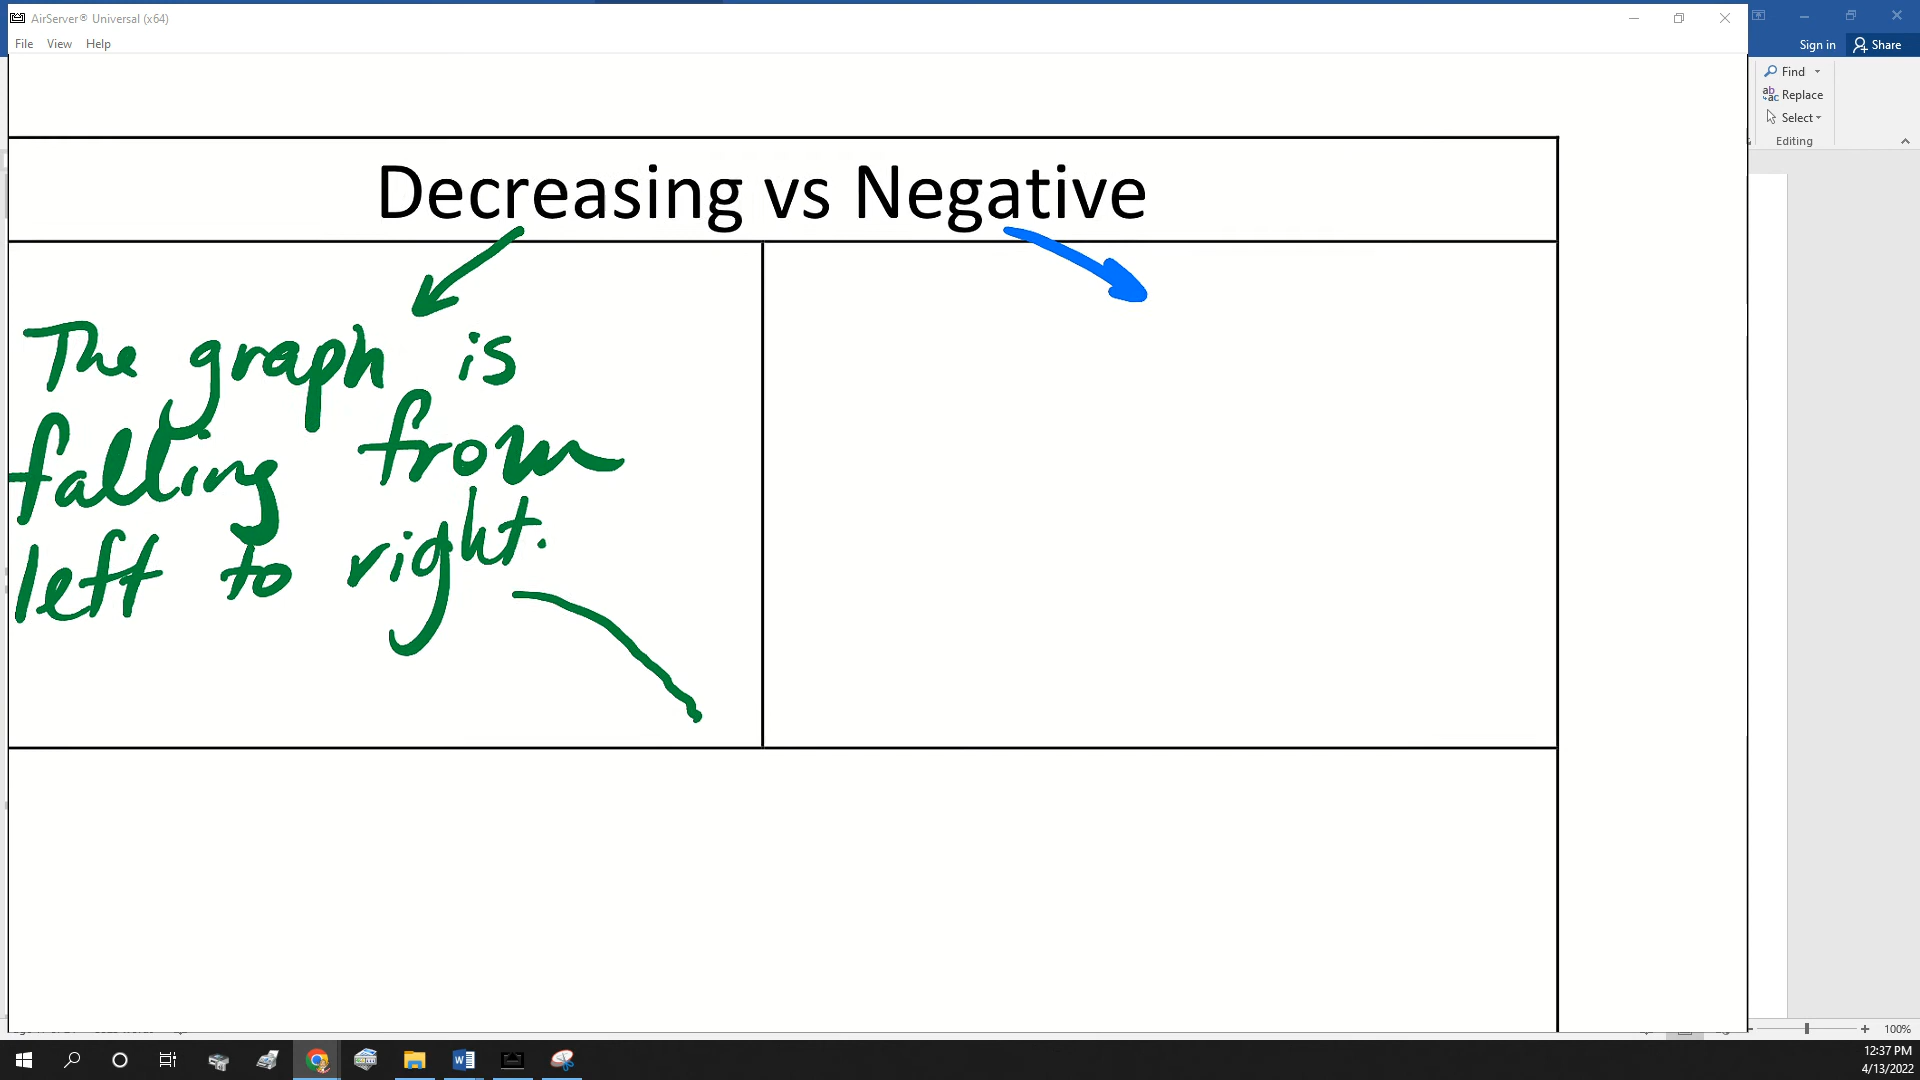 AirServer® Universal (x64)
File View Help
Sign in Share
Find
Replace
Select
Editing
Decreasing vs Negative
The graph is
falling from
left to right.
100%
12:37 PM
4/13/2022